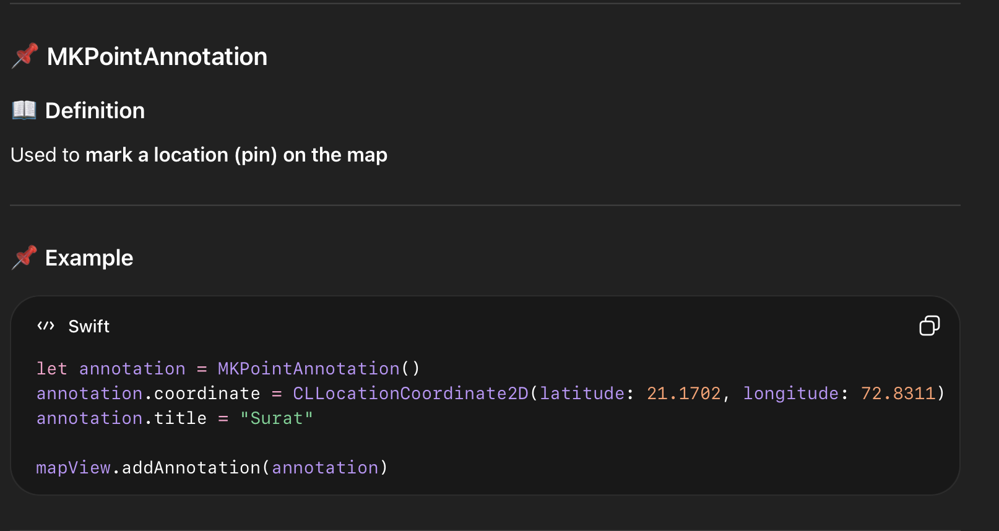 📌 MKPointAnnotation
📖 Definition
Used to mark a location (pin) on the map
📌 Example
Swift
let annotation = MKPointAnnotation()
annotation.coordinate = CLLocationCoordinate2D(latitude: 21.1702, longitude: 72.8311)
annotation.title = "Surat"
mapView.addAnnotation(annotation)